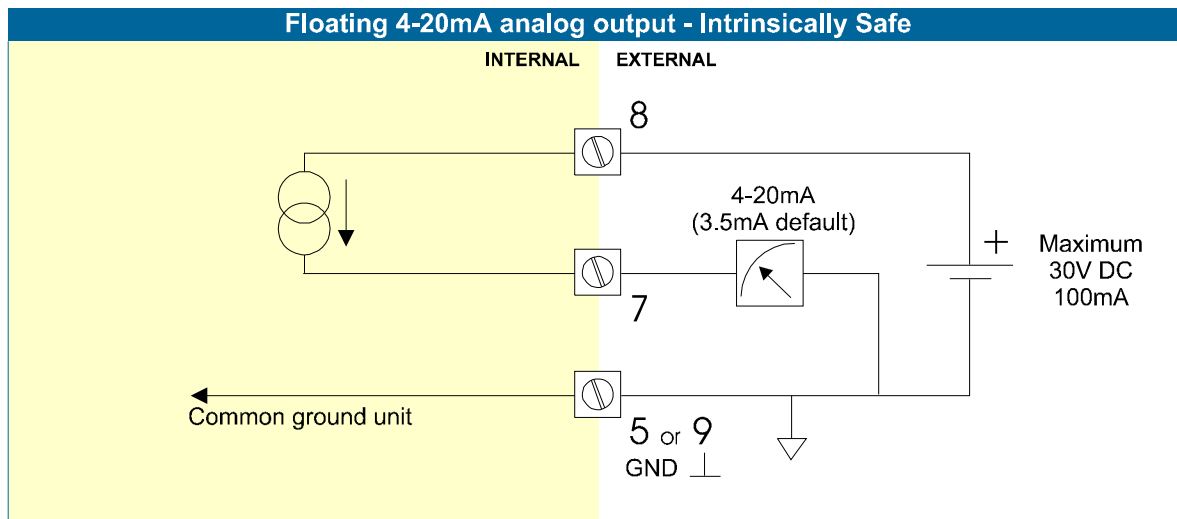 Floating 4-20mA analog output - Intrinsically Safe
INTERNAL EXTERNAL
8
4-20mA
(3.5mA default)
+
Maximum
30V DC
100mA
7
Common ground unit
5 or 9
GND